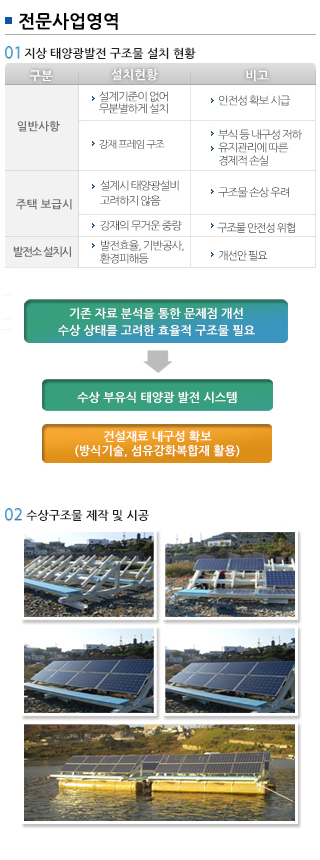 전문사업영역
01 지상 태양광발전 구조물 설치 현황
구분 설치현황 비고
일반사항
설계기준이 없어
무분별하게 설치
안전성 확보 시급
강재 프레임 구조
부식 등 내구성 저하
유지관리에 따른
경제적 손실
주택 보급시
설계시 태양광설비
고려하지 않음
구조물 손상 우려
강재의 무거운 중량
구조물 안전성 위협
발전소 설치시
발전효율, 기반공사,
환경피해등
개선안 필요
기존 자료 분석을 통한 문제점 개선
수상 상태를 고려한 효율적 구조물 필요
수상 부유식 태양광 발전 시스템
건설재료 내구성 확보
(방식기술, 섬유강화복합재 활용)
02 수상구조물 제작 및 시공